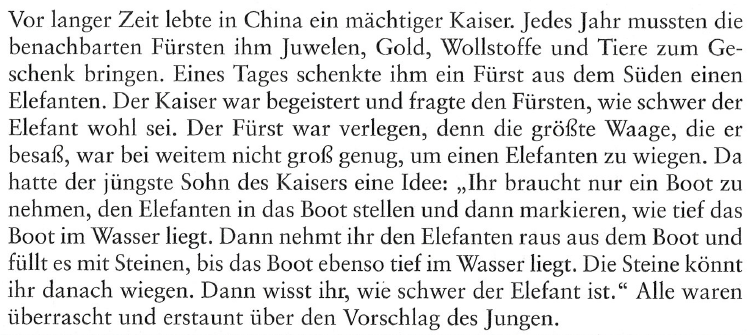 Vor langer Zeit lebte in China ein mächtiger Kaiser. Jedes Jahr mussten die
benachbarten Fürsten ihm Juwelen, Gold, Wollstoffe und Tiere zum Ge-
schenk bringen. Eines Tages schenkte ihm ein Fürst aus dem Süden einen
Elefanten. Der Kaiser war begeistert und fragte den Fürsten, wie schwer der
Elefant wohl sei. Der Fürst war verlegen, denn die größte Waage, die er
besaß, war bei weitem nicht groß genug, um einen Elefanten zu wiegen. Da
hatte der jüngste Sohn des Kaisers eine Idee: „Ihr braucht nur ein Boot zu
nehmen, den Elefanten in das Boot stellen und dann markieren, wie tief das
Boot im Wasser liegt. Dann nehmt ihr den Elefanten raus aus dem Boot und
füllt es mit Steinen, bis das Boot ebenso tief im Wasser liegt. Die Steine könnt
ihr danach wiegen. Dann wisst ihr, wie schwer der Elefant ist.“ Alle waren
überrascht und erstaunt über den Vorschlag des Jungen.